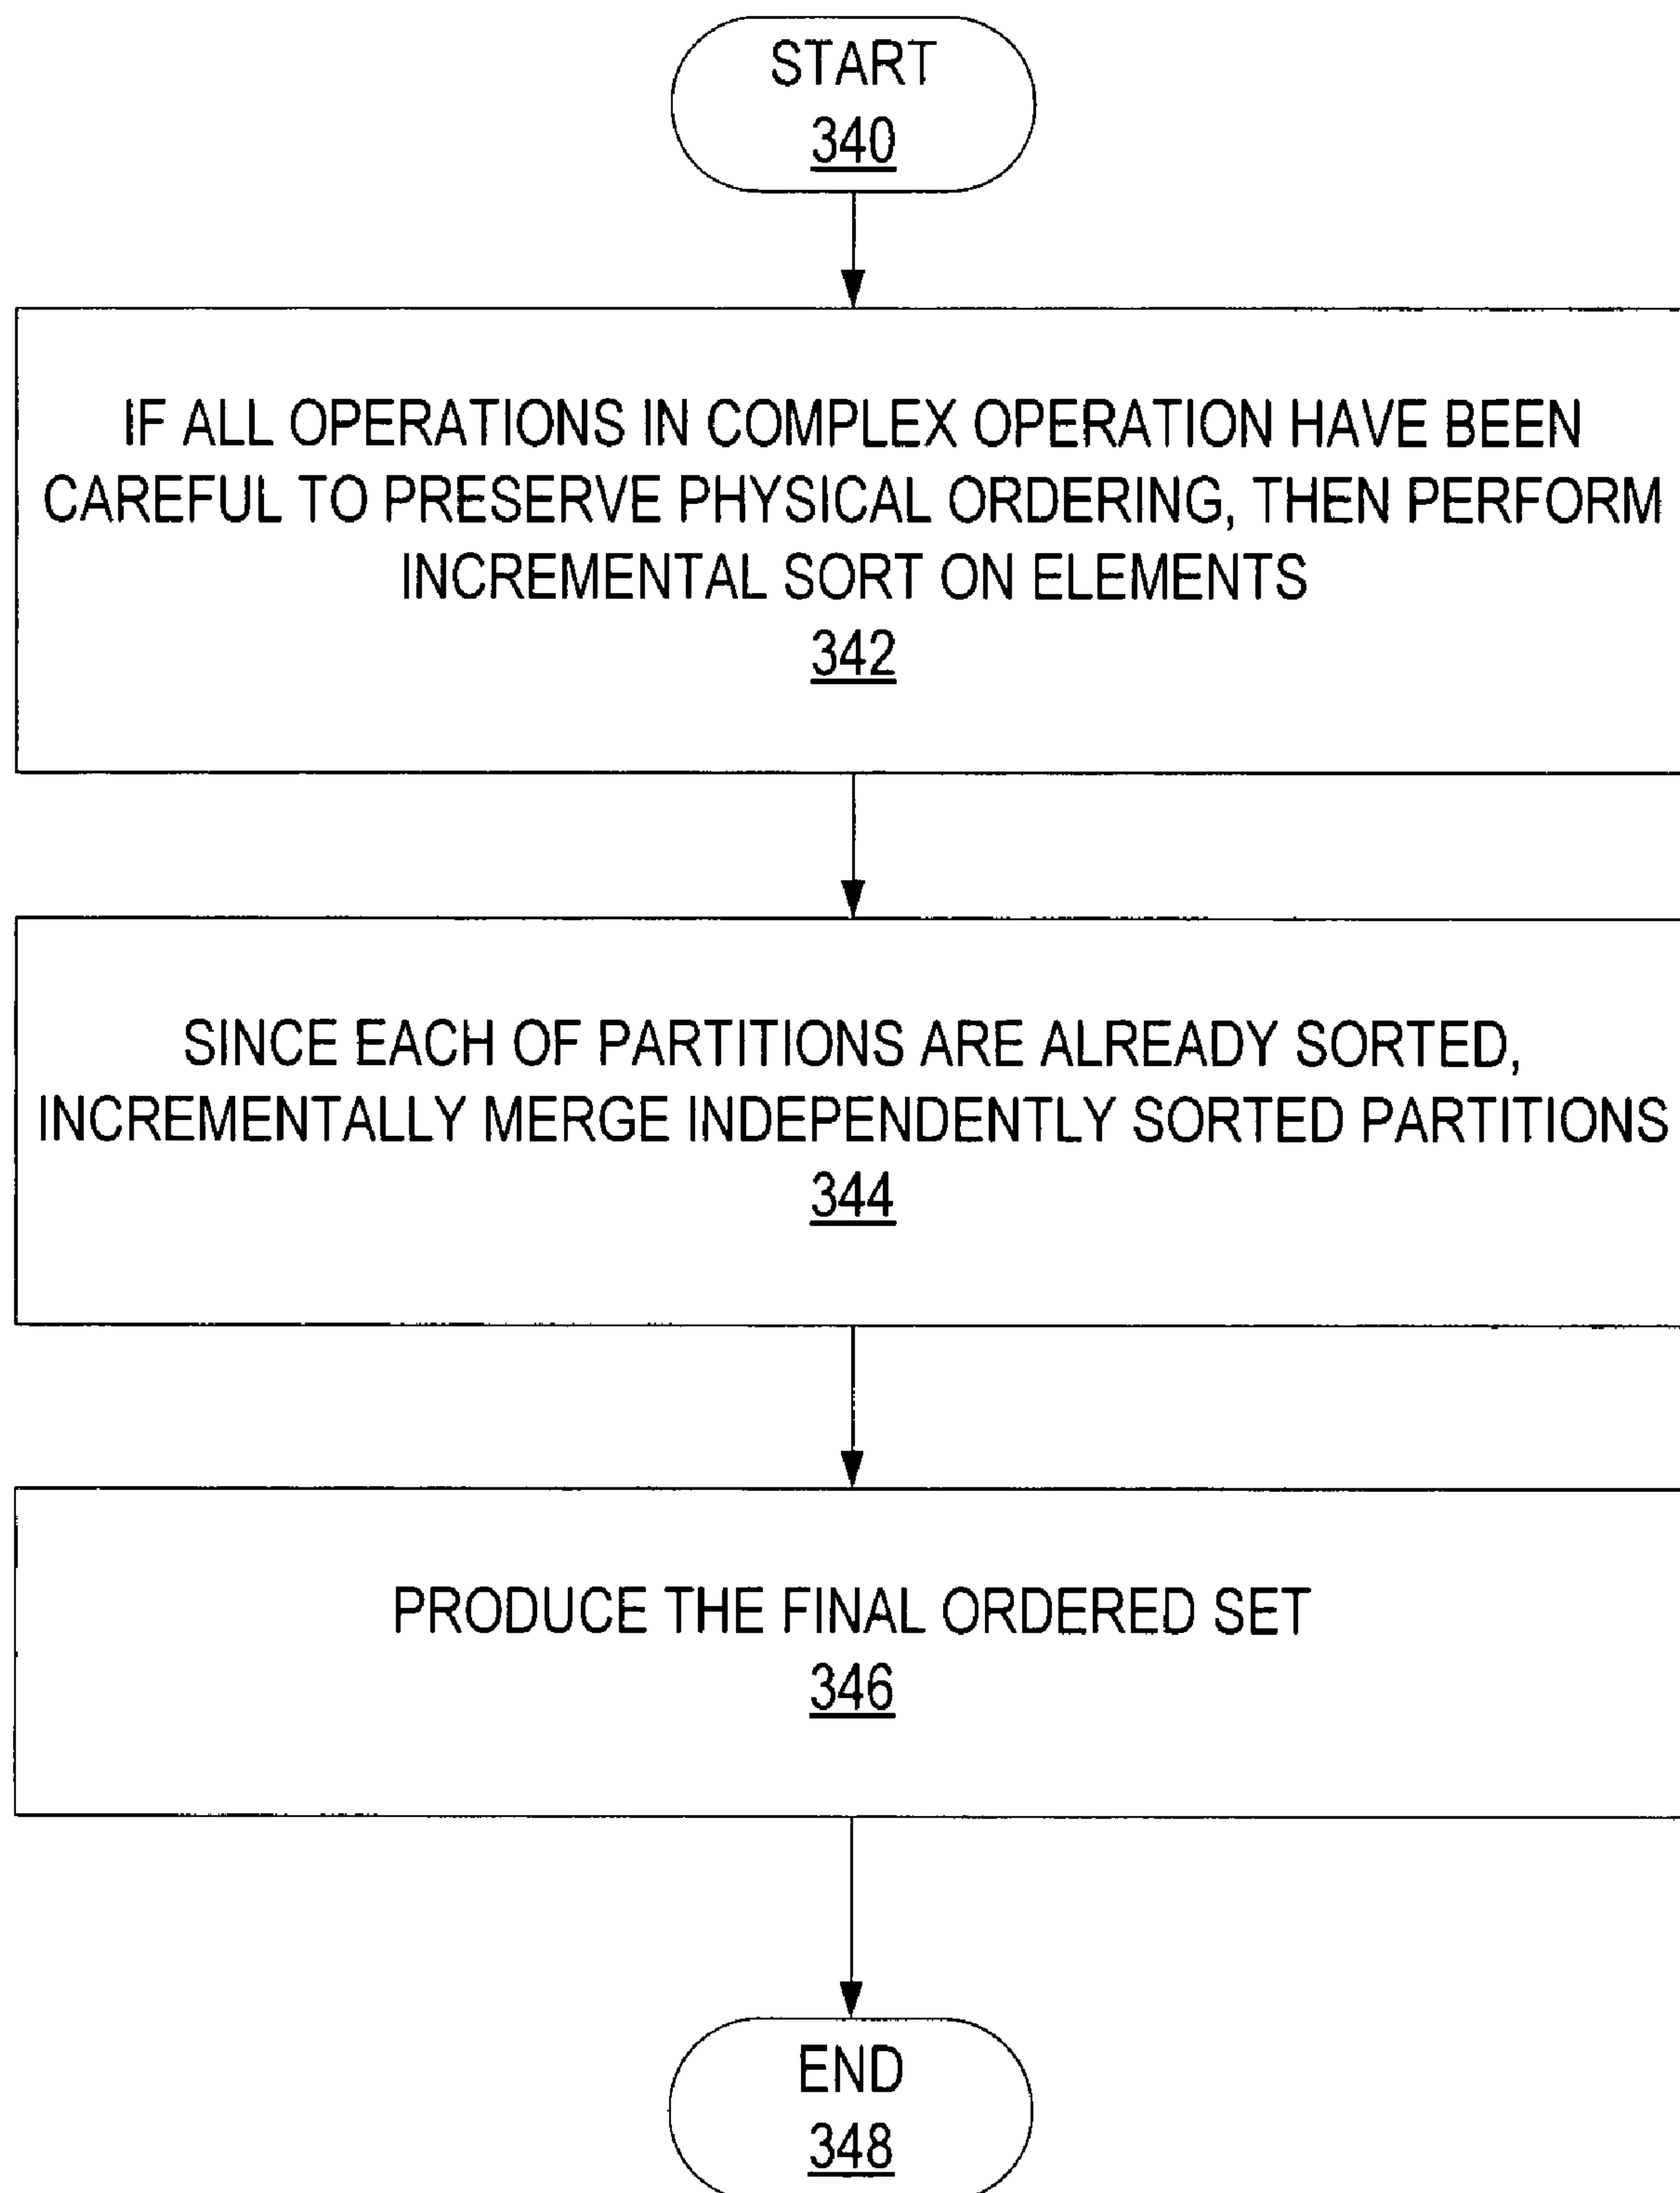 START
340
IF ALL OPERATIONS IN COMPLEX OPERATION HAVE BEEN
CAREFUL TO PRESERVE PHYSICAL ORDERING, THEN PERFORM
INCREMENTAL SORT ON ELEMENTS
342
SINCE EACH OF PARTITIONS ARE ALREADY SORTED,
INCREMENTALLY MERGE INDEPENDENTLY SORTED PARTITIONS
344
PRODUCE THE FINAL ORDERED SET
346
END
348